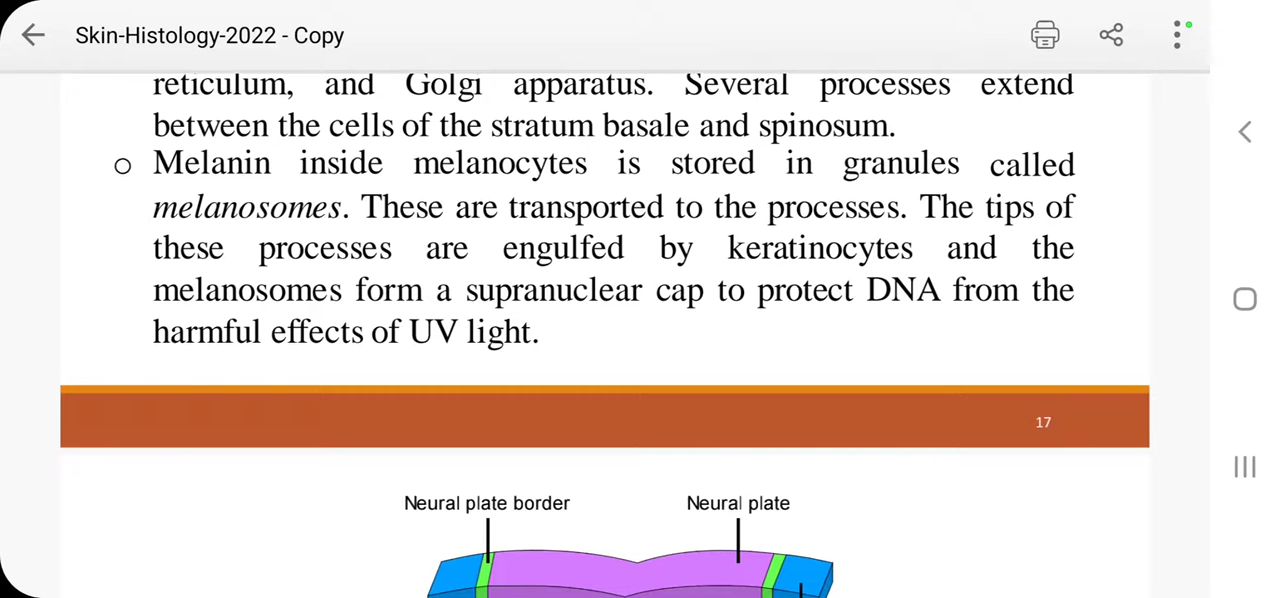 Skin-Histology-2022 - Copy
reticulum, and Golgi apparatus. Several processes extend
between the cells of the stratum basale and spinosum.
o Melanin inside melanocytes is stored in granules called
melanosomes. These are transported to the processes. The tips of
these processes are engulfed by keratinocytes and the
melanosomes form a supranuclear cap to protect DNA from the
harmful effects of UV light.
17
Neural plate border Neural plate